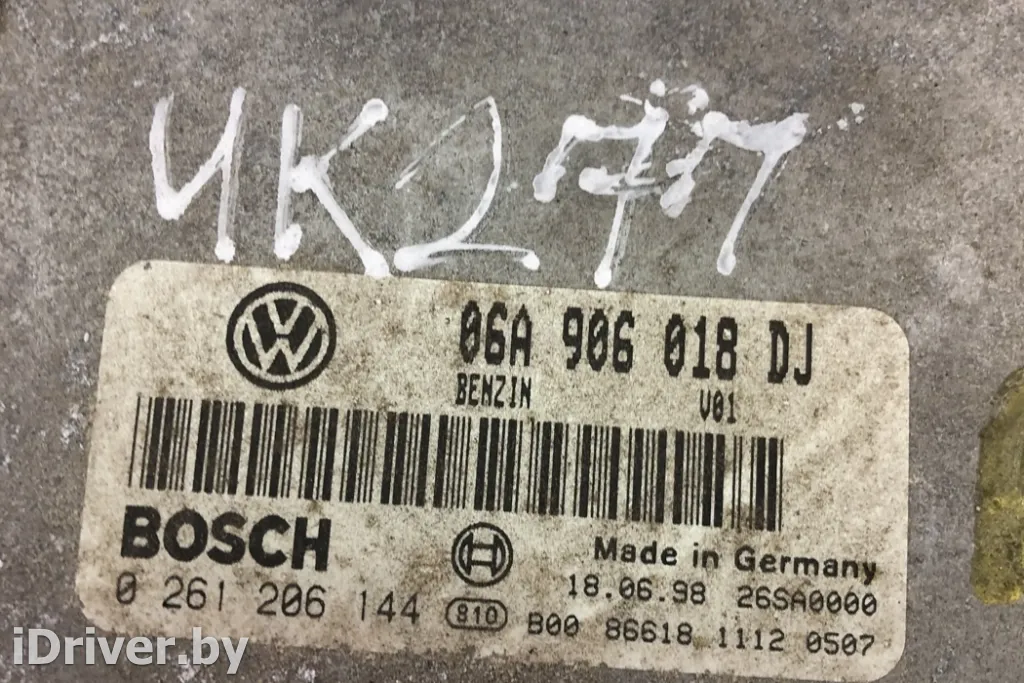 ЧК277
06A 906 018 DJ
BENZIN V01
BOSCH
Made in Germany
0 261 206 144
18.06.98 26SA0000
810
B00 86618 1112 0507
iDriver.by